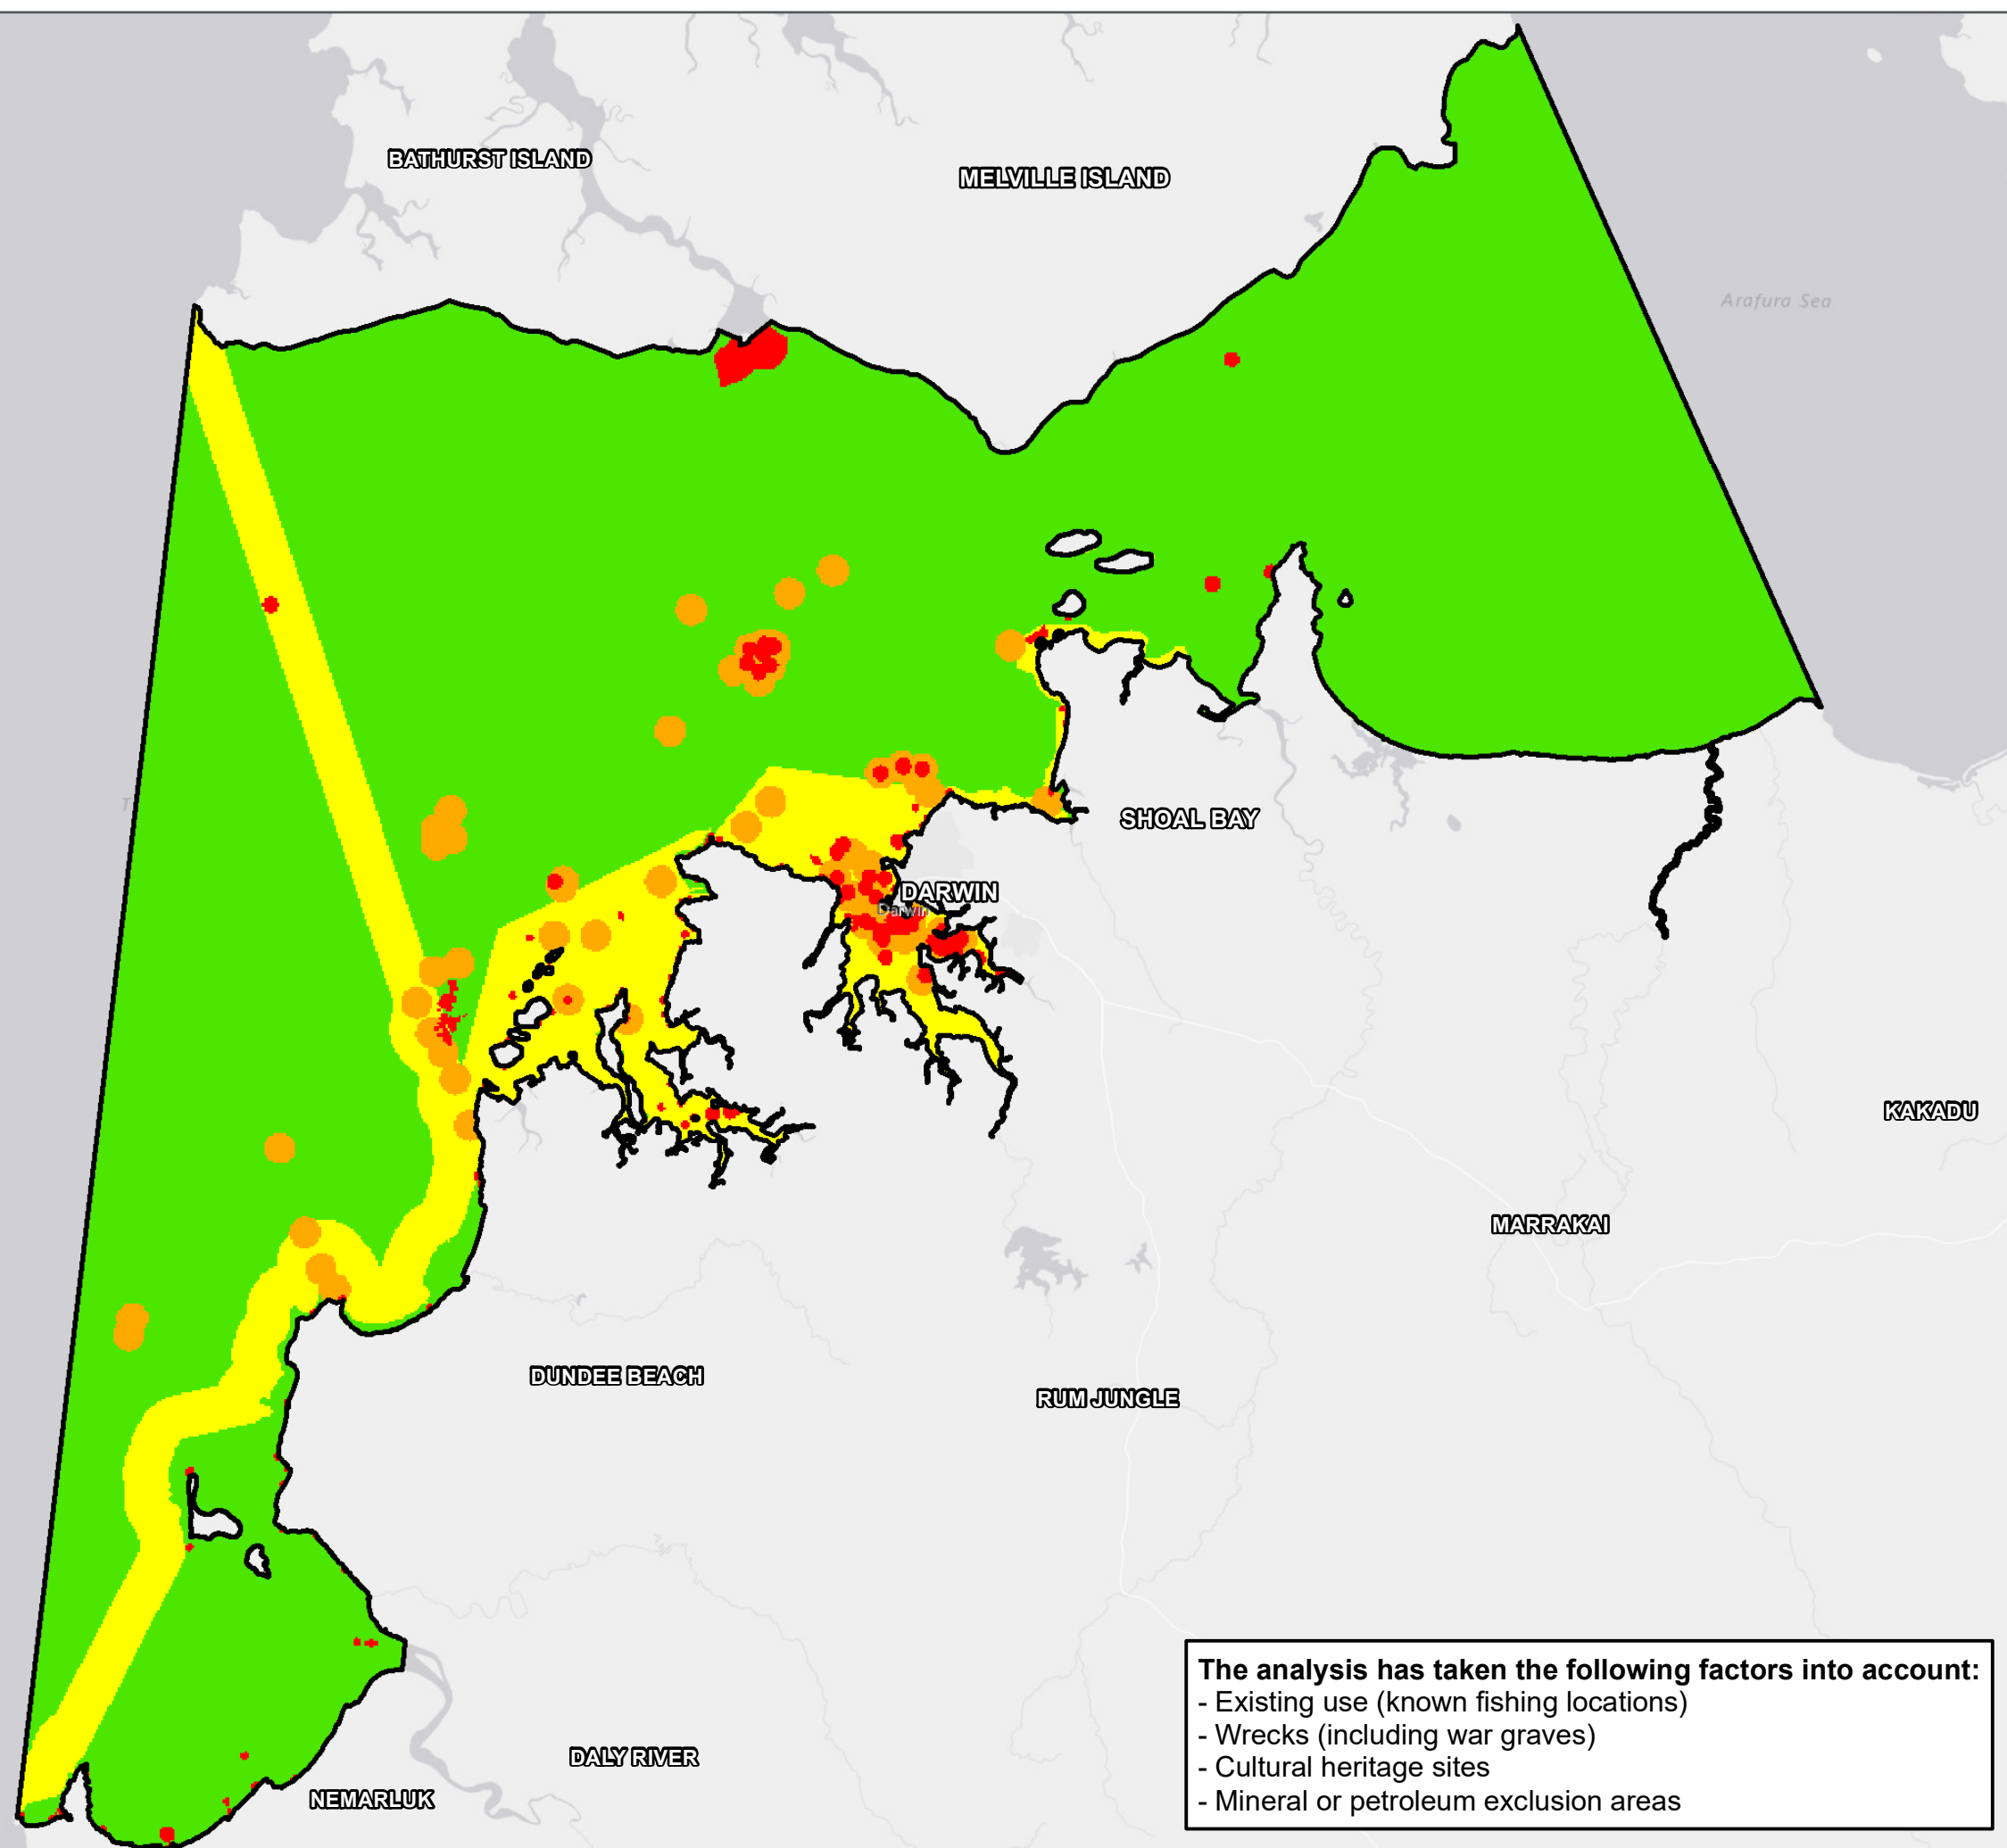 BATHURST ISLAND
MELVILLE ISLAND
Arafura Sea
T
SHOAL BAY
DARWIN
Darwin
KAKADU
MARRAKAI
DUNDEE BEACH
RUM JUNGLE
DALY RIVER
NEMARLUK
The analysis has taken the following factors into account:
- Existing use (known fishing locations)
- Wrecks (including war graves)
- Cultural heritage sites
- Mineral or petroleum exclusion areas